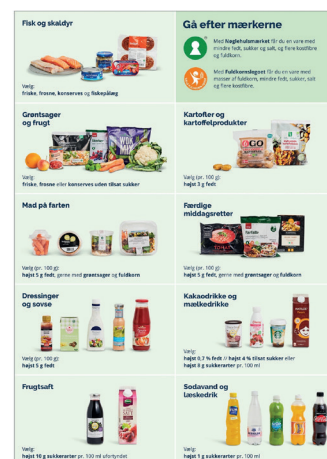 Fisk og skaldyr
Vælg:
friske, frosne, konserves og fiskepålæg
Gå efter mærkerne
Med Nøglehulsmærket får du en vare med
mindre fedt, sukker og salt, og flere kostfibre
og fuldkorn.
Med Fuldkornslogoet får du en vare med
masser af fuldkorn, mindre fedt, sukker, salt
og flere kostfibre.
Grøntsager
og frugt
Vælg:
friske, frosne eller konserves uden tilsat sukker
Kartofler og
kartoffelprodukter
GO
Vælg (pr. 100 g):
højst 3 g fedt
Mad på farten
Vælg (pr. 100 g):
højst 5 g fedt, gerne med grøntsager og fuldkorn
Færdige
middagsretter
Vælg (pr. 100 g):
højst 5 g fedt, gerne med grøntsager og fuldkorn
Dressinger
og sovse
Vælg (pr. 100 g):
højst 5 g fedt
Kakaodrikke og
mælkedrikke
Vælg:
højst 0,7 % fedt // højst 4 % tilsat sukker eller
højst 9 g sukkerarter pr. 100 ml
Frugtsaft
Vælg:
højst 10 g sukkerarter pr. 100 ml ufortyndet
Sodavand og
læskedrik
Vælg:
højst 1 g sukkerarter pr. 100 ml